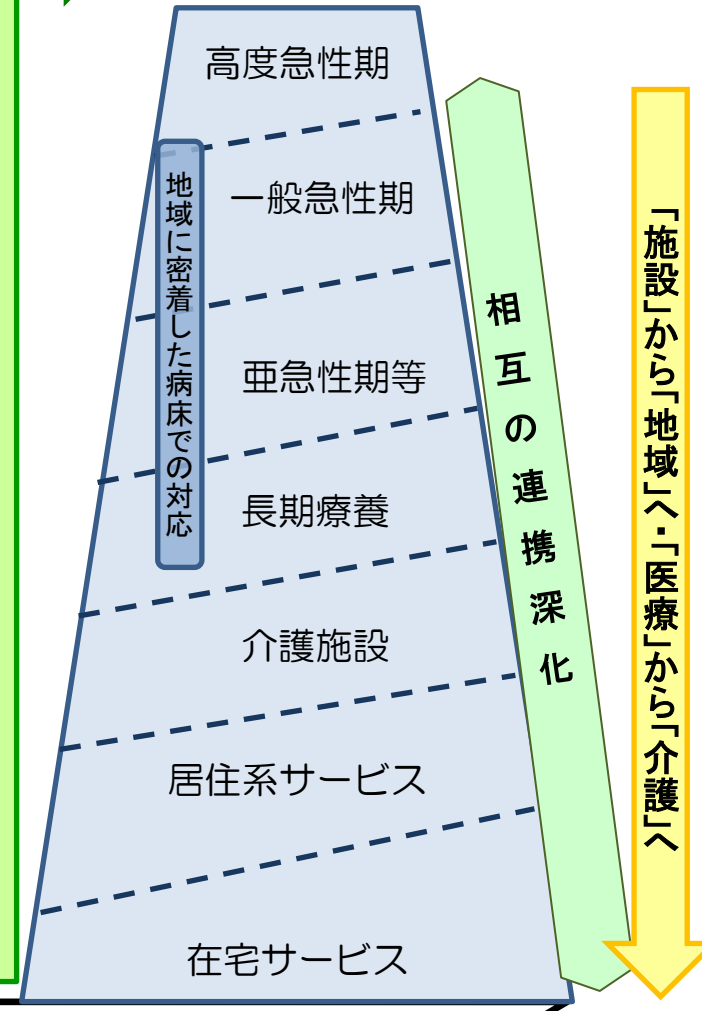 高度急性期
一般急性期
亜急性期等
長期療養
介護施設
居住系サービス
在宅サービス
地域に密着した病床での対応
相互の連携深化
「施設」から「地域」へ・「医療」から「介護」へ